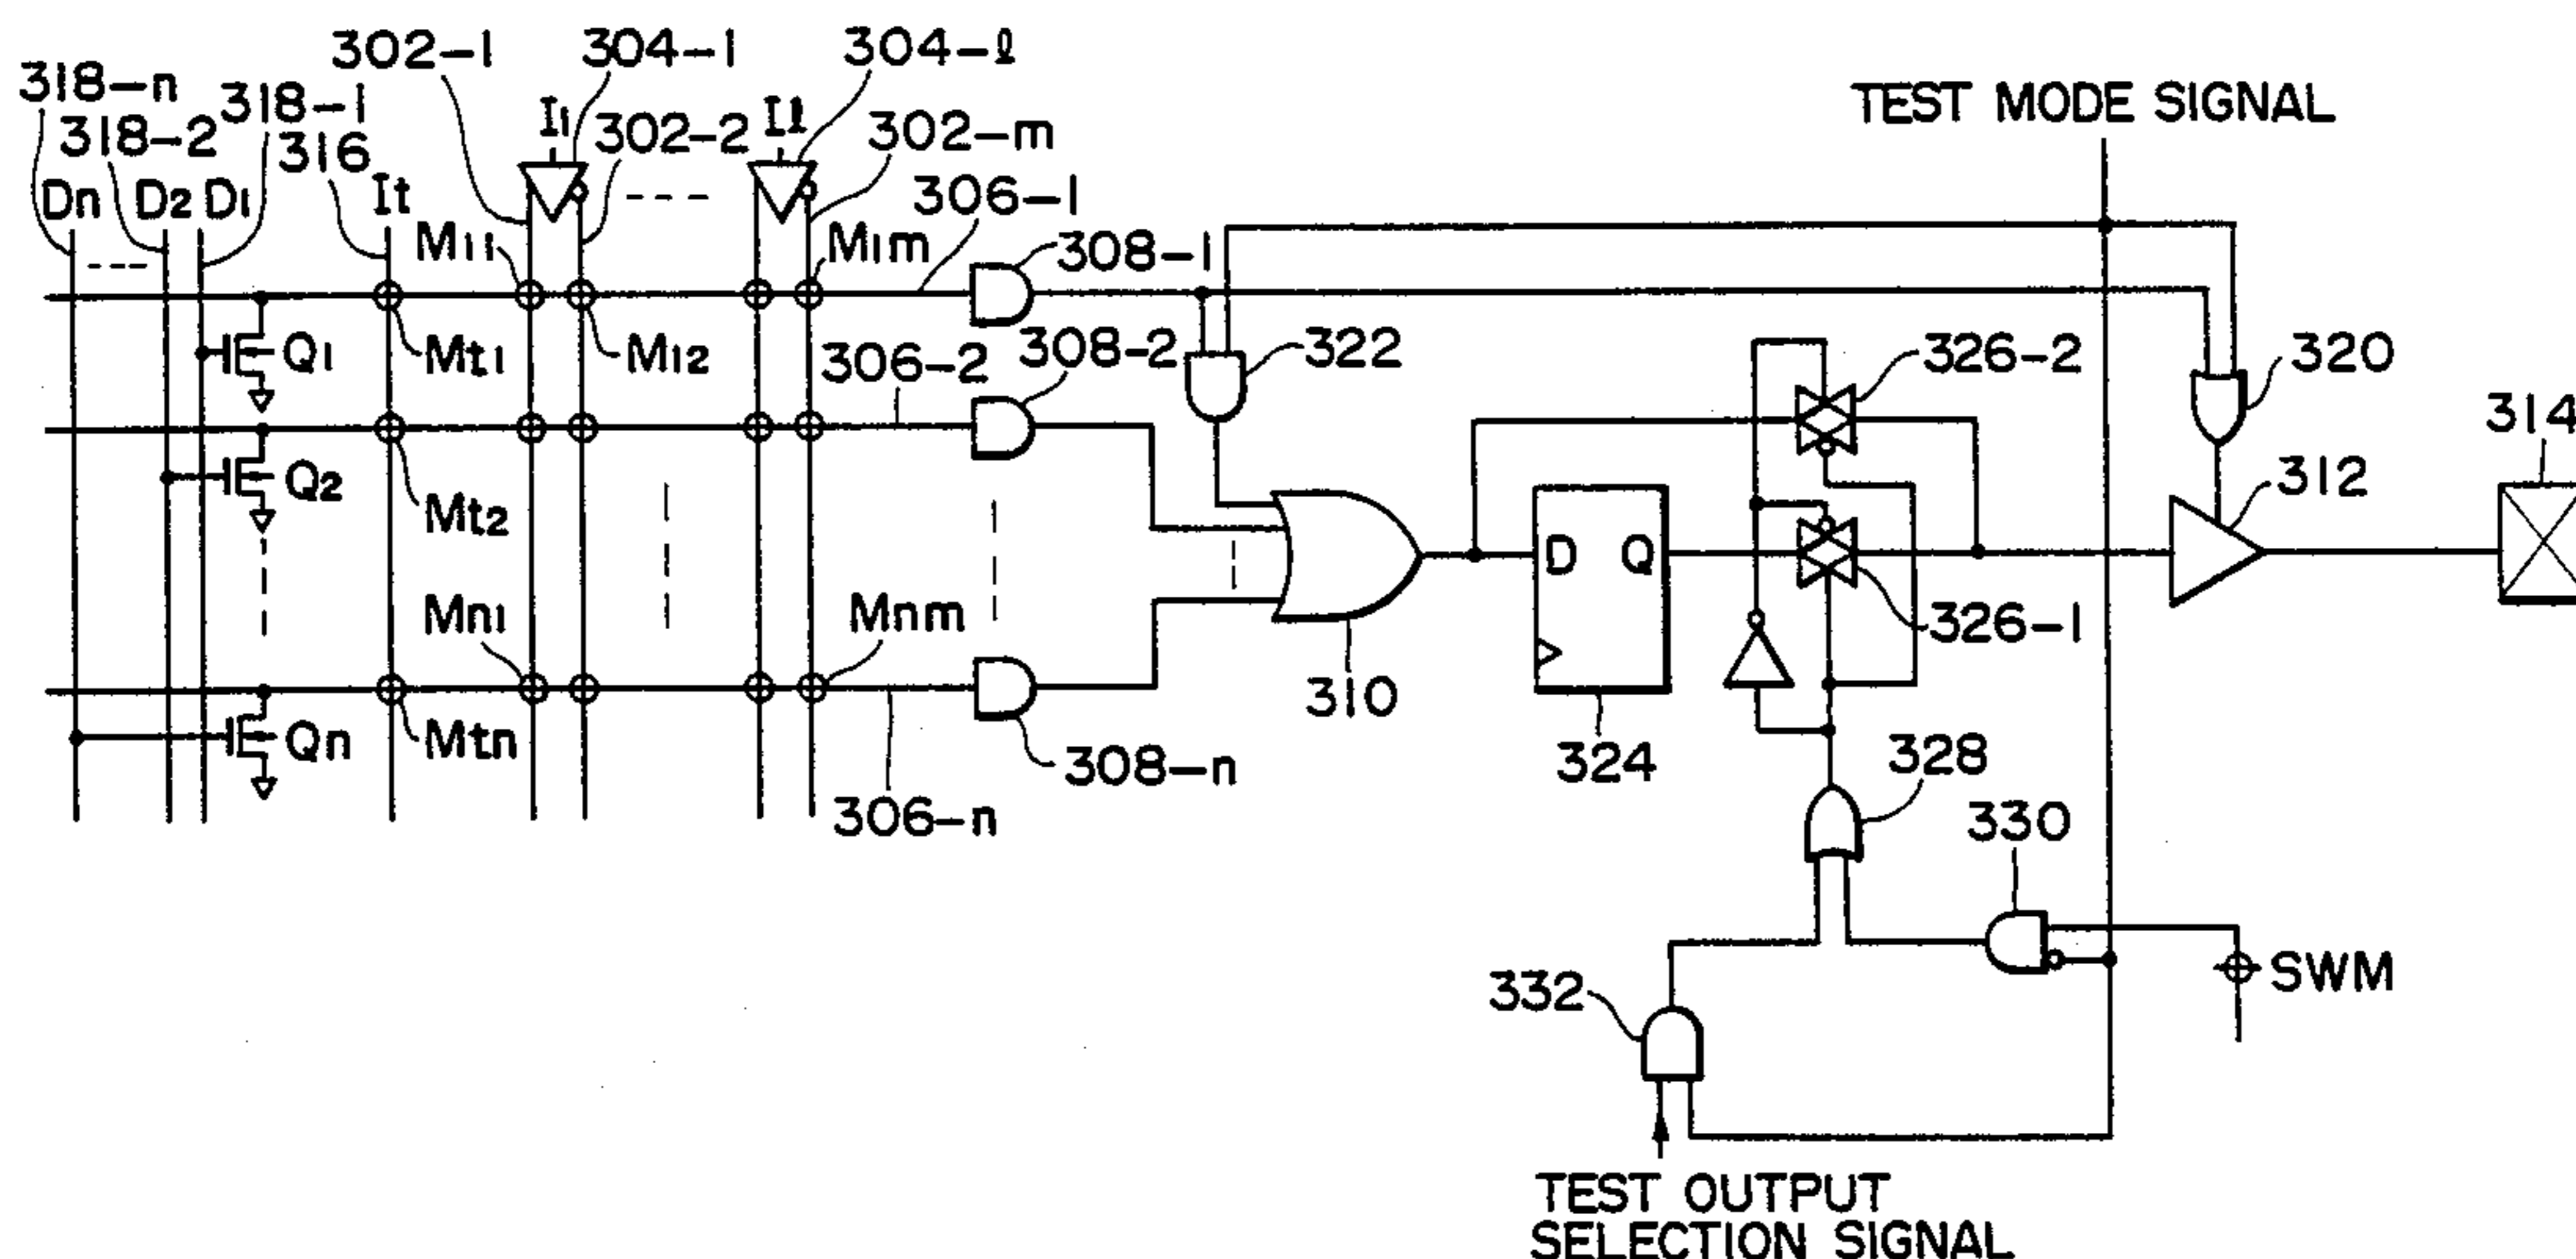 302-1 304-1 304-ℓ
318-n 318-1
318-2 316
I1 302-2 Iℓ 302-m
TEST MODE SIGNAL
Dn D2 D1 It
306-1
M11 M1m 308-1
Q1 Mt1 M12 306-2 308-2 322
326-2 320
314
Q2 Mt2
312
D Q
Mn1 Mnm
326-1
310
Qn Mtn
308-n
324 328
306-n
330
332 SWM
TEST OUTPUT
SELECTION SIGNAL